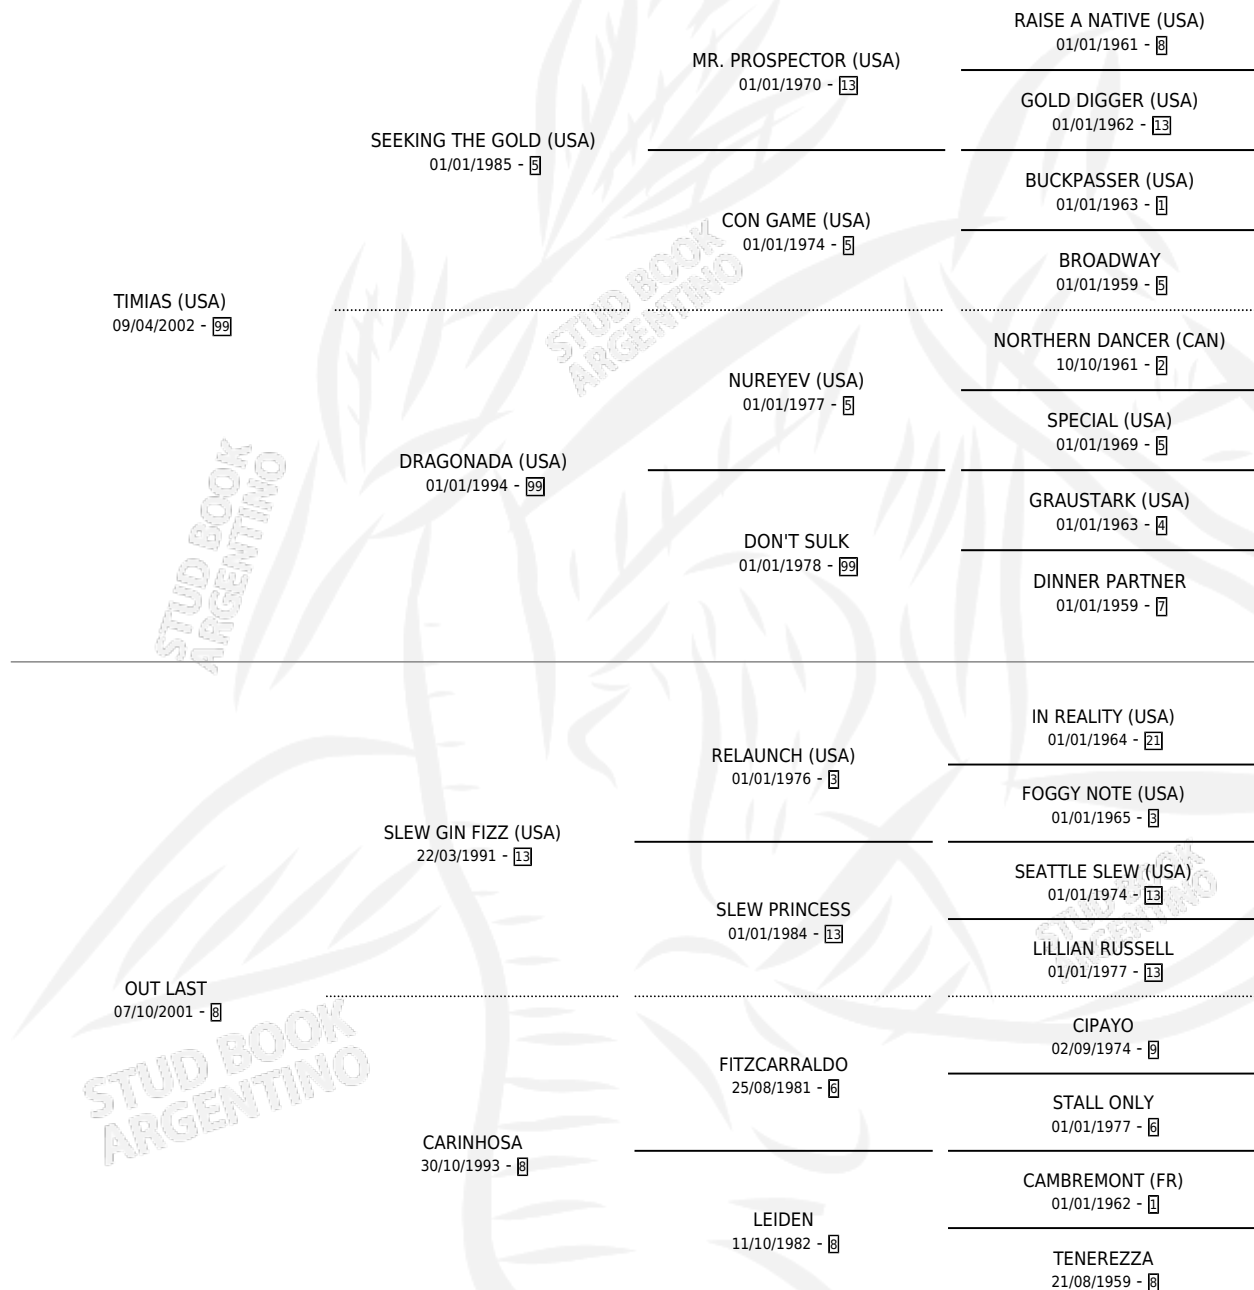 RAISE A NATIVE (USA)
01/01/1961 - 8
MR. PROSPECTOR (USA)
01/01/1970 - 13
GOLD DIGGER (USA)
01/01/1962 - 13
SEEKING THE GOLD (USA)
01/01/1985 - 5
BUCKPASSER (USA)
01/01/1963 - 1
CON GAME (USA)
01/01/1974 - 5
BROADWAY
01/01/1959 - 5
STUD BOOK
ARGENTINO
TIMIAS (USA)
09/04/2002 - 99
NORTHERN DANCER (CAN)
10/10/1961 - 2
NUREYEV (USA)
01/01/1977 - 5
SPECIAL (USA)
01/01/1969 - 5
DRAGONADA (USA)
01/01/1994 - 99
GRAUSTARK (USA)
01/01/1963 - 4
DON'T SULK
01/01/1978 - 99
DINNER PARTNER
01/01/1959 - 7
STUD BOOK
ARGENTINO
IN REALITY (USA)
01/01/1964 - 21
RELAUNCH (USA)
01/01/1976 - 3
FOGGY NOTE (USA)
01/01/1965 - 3
SLEW GIN FIZZ (USA)
22/03/1991 - 13
SEATTLE SLEW (USA)
01/01/1974 - 13
SLEW PRINCESS
01/01/1984 - 13
LILLIAN RUSSELL
01/01/1977 - 13
STUD BOOK
ARGENTINO
OUT LAST
07/10/2001 - 8
CIPAYO
02/09/1974 - 9
FITZCARRALDO
25/08/1981 - 6
STALL ONLY
01/01/1977 - 6
STUD BOOK
ARGENTINO
CARINHOSA
30/10/1993 - 8
CAMBREMONT (FR)
01/01/1962 - 1
LEIDEN
11/10/1982 - 8
TENEREZZA
21/08/1959 - 8